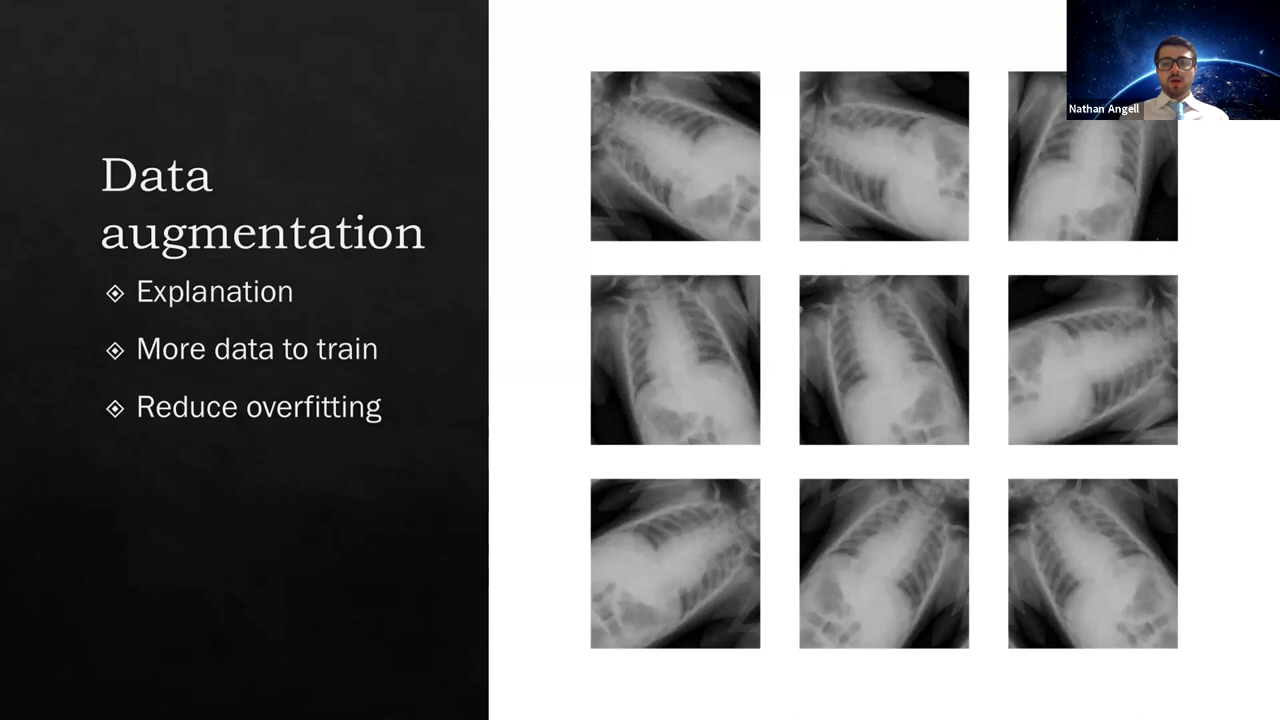 Data
augmentation
Explanation
More data to train
Reduce overfitting
Nathan Angell